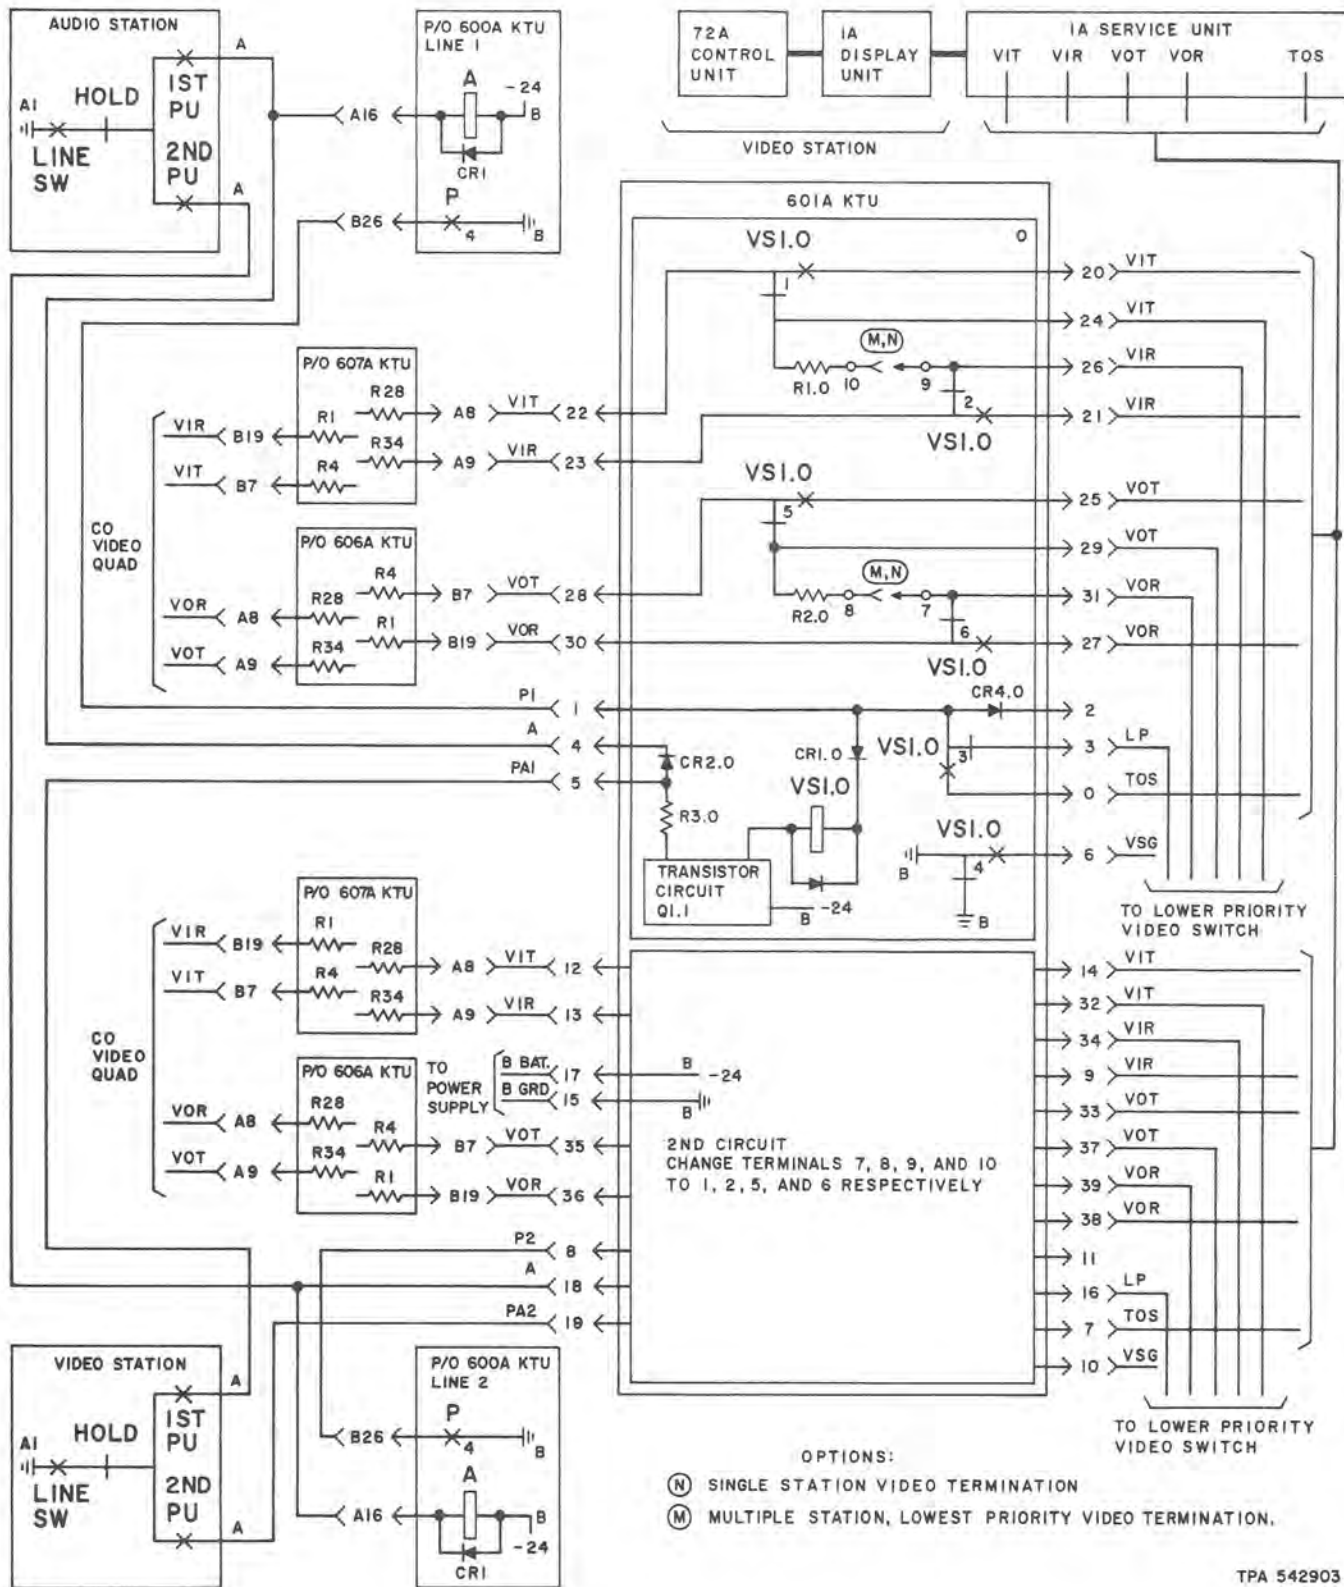 AUDIO STATION
A
A1
HOLD
1ST
PU
LINE
SW
2ND
PU
A
P/O 600A KTU
LINE 1
A
-24
B
A16
CR1
P
B26
4
B
72A
CONTROL
UNIT
1A
DISPLAY
UNIT
1A SERVICE UNIT
VIT VIR VOT VOR TOS
VIDEO STATION
601A KTU
0
VS1.0
1
20 VIT
24 VIT
M,N
R1.0 10 9
26 VIR
2
21 VIR
VS1.0
VS1.0
5
25 VOT
29 VOT
M,N
R2.0 8 7
31 VOR
6
27 VOR
VS1.0
CR4.0
2
VS1.0
3
3 LP
CR1.0
CR2.0
VS1.0
0 TOS
R3.0
VS1.0
B
4
6 VSG
B
TRANSISTOR
CIRCUIT
Q1.1
B -24
TO LOWER PRIORITY
VIDEO SWITCH
P/O 607A KTU
R28
A8 VIT 22
VIR B19 R1
R34
A9 VIR 23
VIT B7 R4
CO
VIDEO
QUAD
P/O 606A KTU
R4
B7 VOT 28
VOR A8 R28
R1
B19 VOR 30
VOT A9 R34
P1 1
A 4
PA1 5
P/O 607A KTU
R1
VIR B19
R28
A8 VIT 12
VIT B7 R4
R34
A9 VIR 13
CO
VIDEO
QUAD
P/O 606A KTU
TO
POWER
SUPPLY
B BAT. 17
B -24
B GRD 15
B
R28
VOR A8
R4
B7 VOT 35
VOT A9 R34
R1
B19 VOR 36
2ND CIRCUIT
CHANGE TERMINALS 7, 8, 9, AND 10
TO 1, 2, 5, AND 6 RESPECTIVELY
14 VIT
32 VIT
34 VIR
9 VIR
33 VOT
37 VOT
39 VOR
38 VOR
11
16 LP
7 TOS
10 VSG
TO LOWER PRIORITY
VIDEO SWITCH
P2 8
A 18
PA2 19
VIDEO STATION
A
A1
HOLD
1ST
PU
LINE
SW
2ND
PU
A
P/O 600A KTU
LINE 2
P
B26
4
B
A
A16
B
-24
CR1
OPTIONS:
N SINGLE STATION VIDEO TERMINATION
M MULTIPLE STATION, LOWEST PRIORITY VIDEO TERMINATION.
TPA 542903